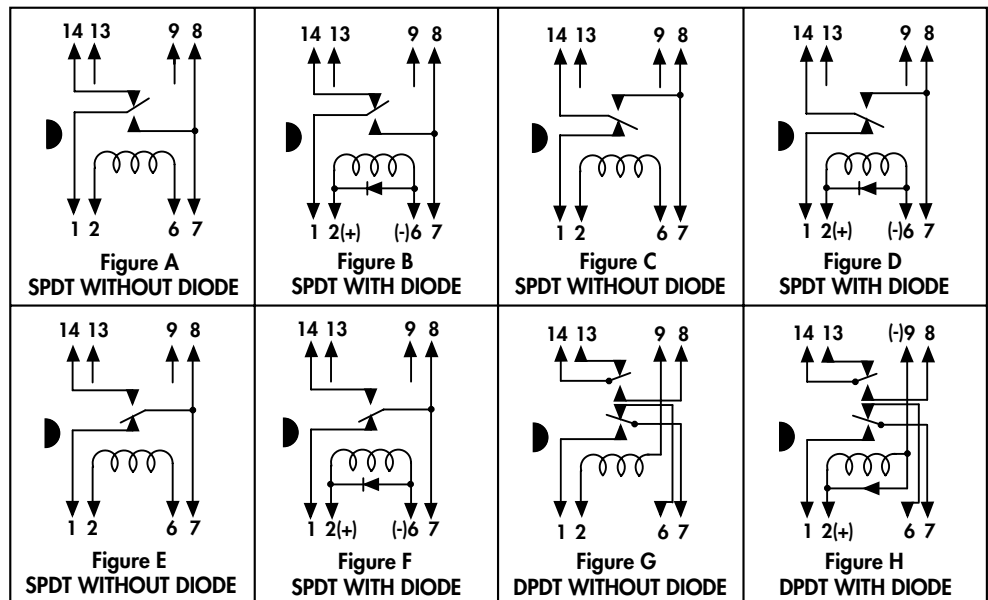 14 13 9 8
1 2 6 7
Figure A
SPDT WITHOUT DIODE
14 13 9 8
1 2(+) (-)6 7
Figure B
SPDT WITH DIODE
14 13 9 8
1 2 6 7
Figure C
SPDT WITHOUT DIODE
14 13 9 8
1 2(+) (-)6 7
Figure D
SPDT WITH DIODE
14 13 9 8
1 2 6 7
Figure E
SPDT WITHOUT DIODE
14 13 9 8
1 2(+) (-)6 7
Figure F
SPDT WITH DIODE
14 13 9 8
1 2 6 7
Figure G
DPDT WITHOUT DIODE
14 13 (-)9 8
1 2(+) 6 7
Figure H
DPDT WITH DIODE